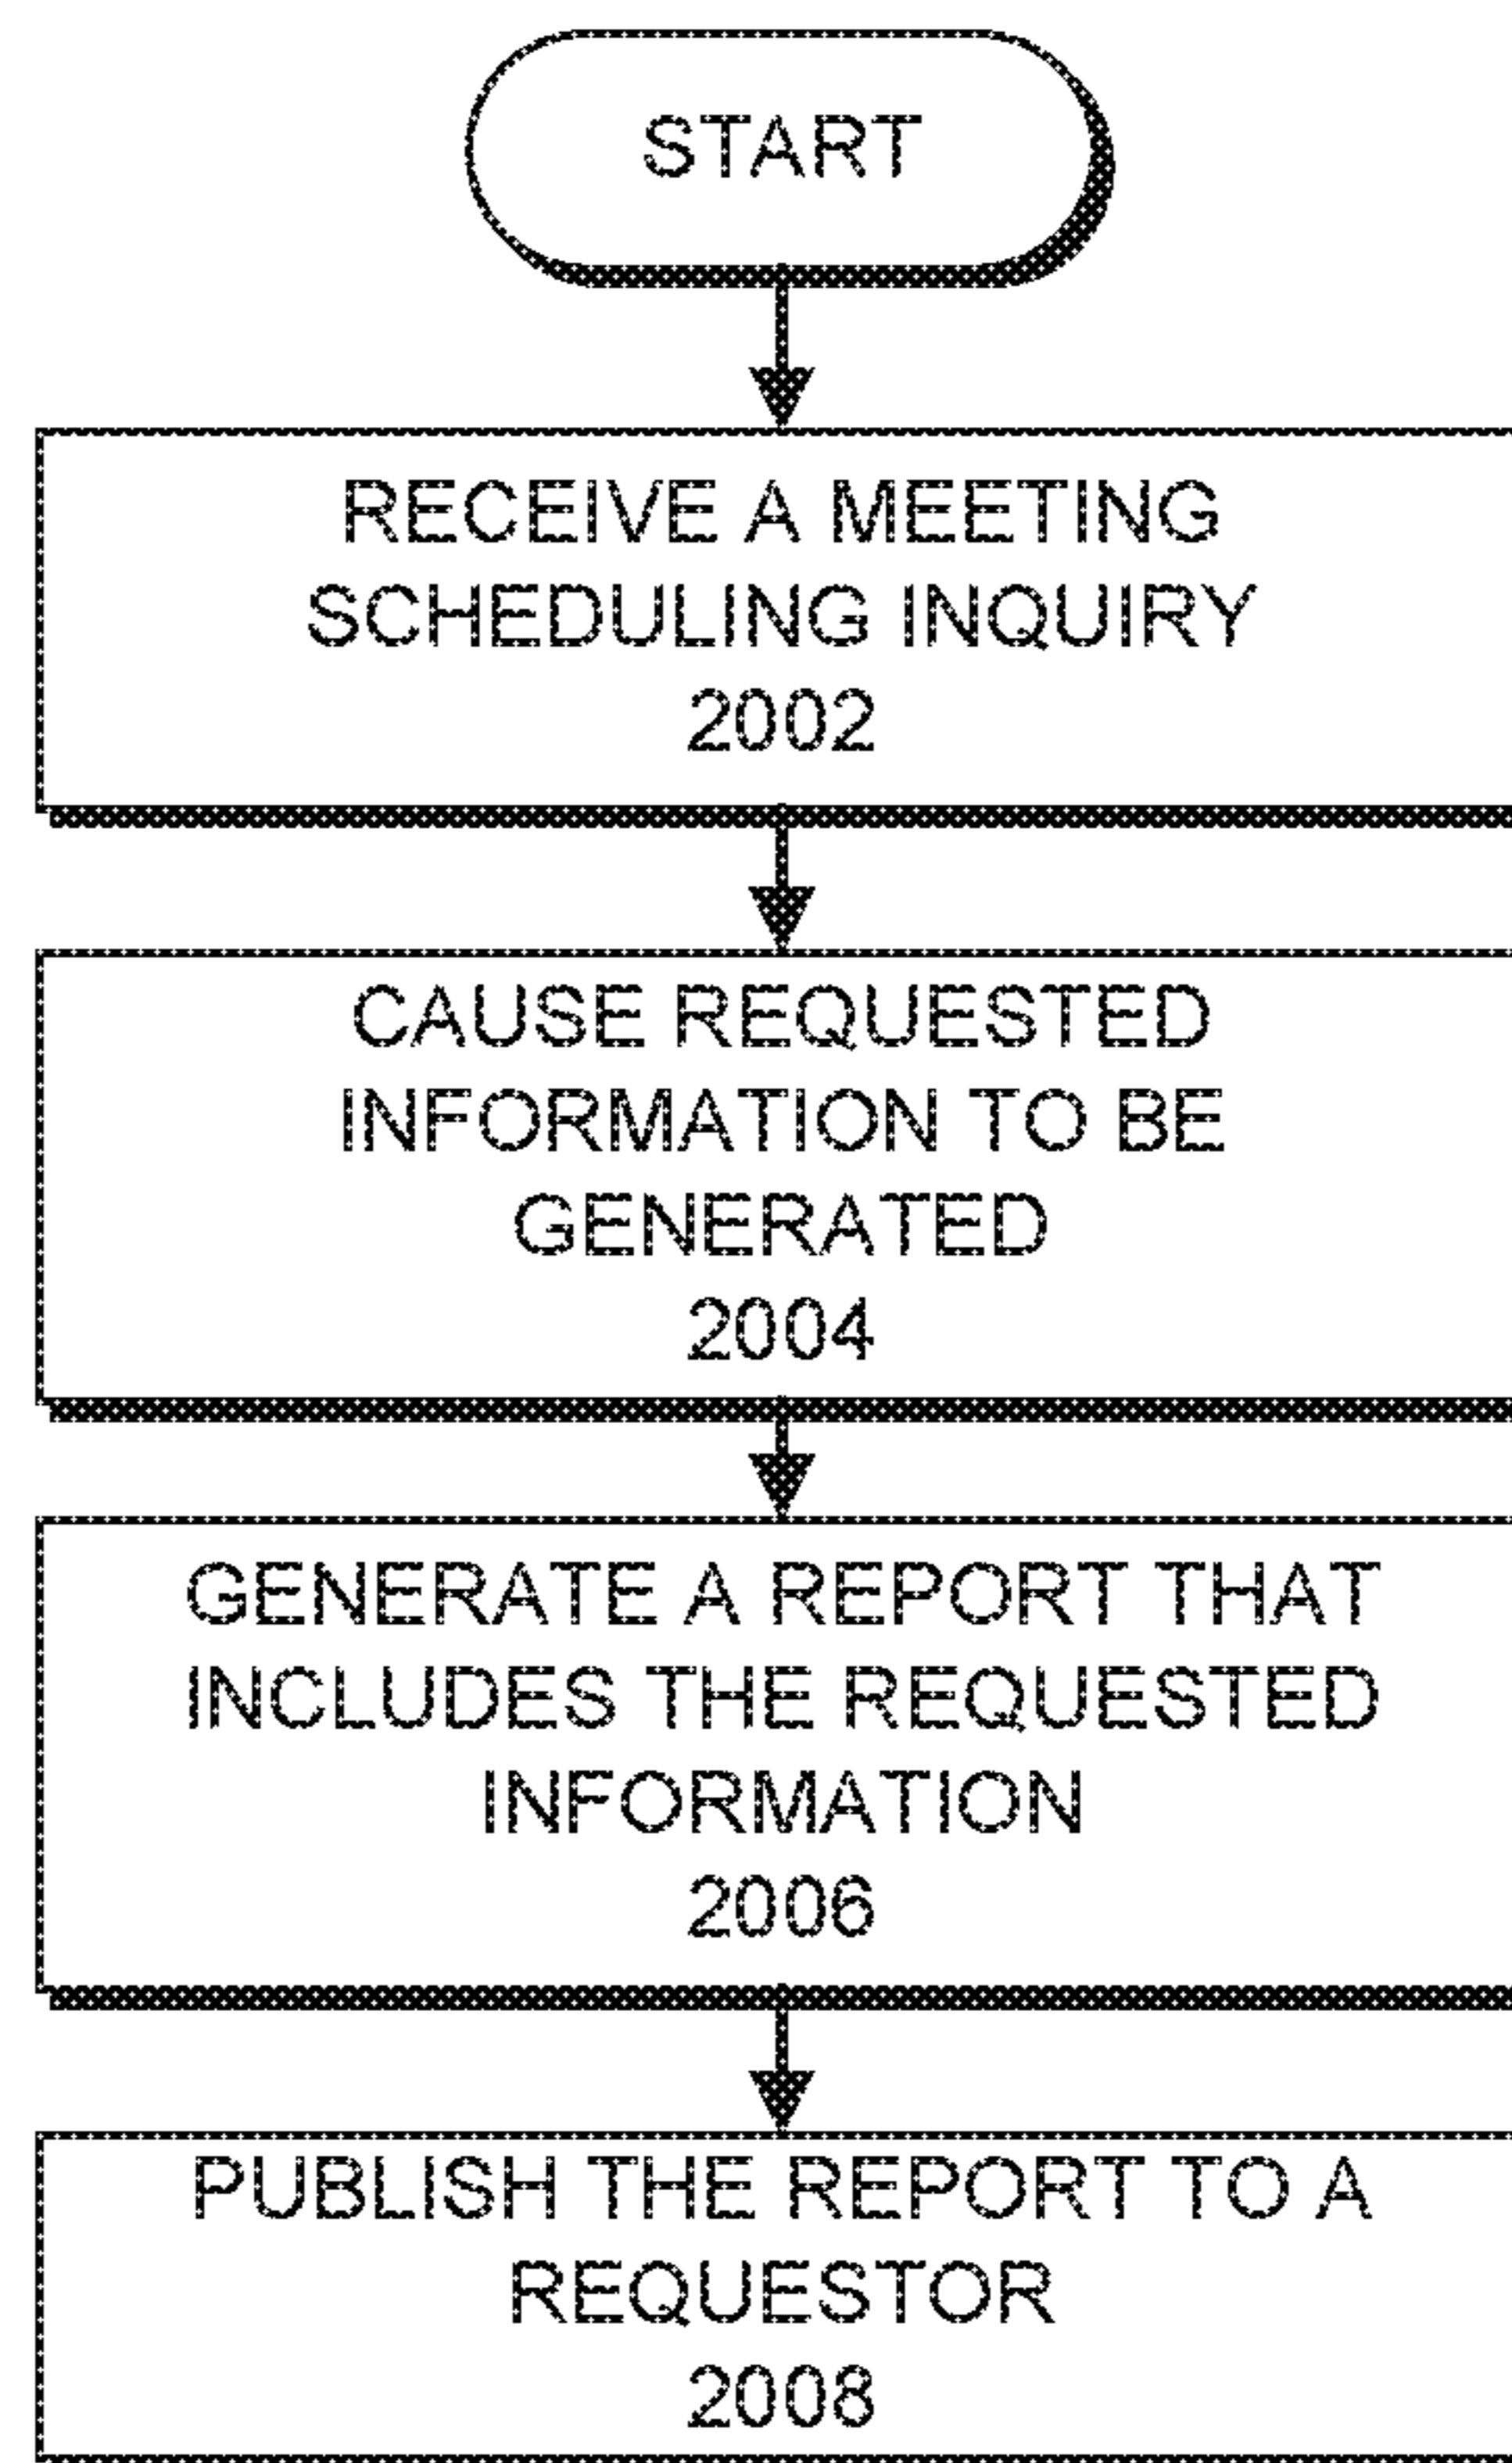 START
RECEIVE A MEETING
SCHEDULING INQUIRY
2002
CAUSE REQUESTED
INFORMATION TO BE
GENERATED
2004
GENERATE A REPORT THAT
INCLUDES THE REQUESTED
INFORMATION
2006
PUBLISH THE REPORT TO A
REQUESTOR
2008